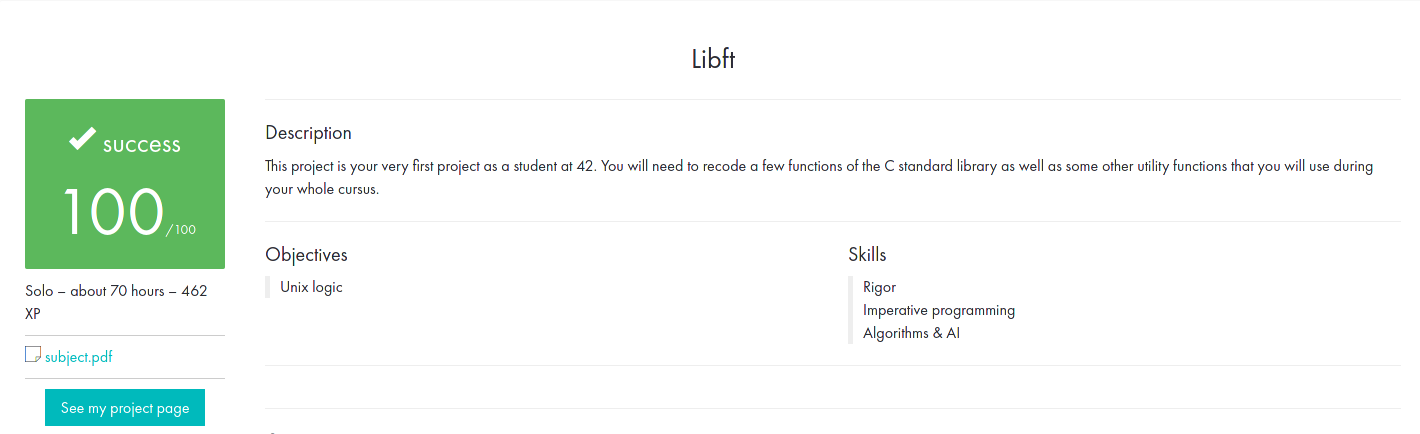 Libft
success
100/100
Solo – about 70 hours – 462
XP
subject.pdf
See my project page
Description
This project is your very first project as a student at 42. You will need to recode a few functions of the C standard library as well as some other utility functions that you will use during
your whole cursus.
Objectives
Unix logic
Skills
Rigor
Imperative programming
Algorithms & AI